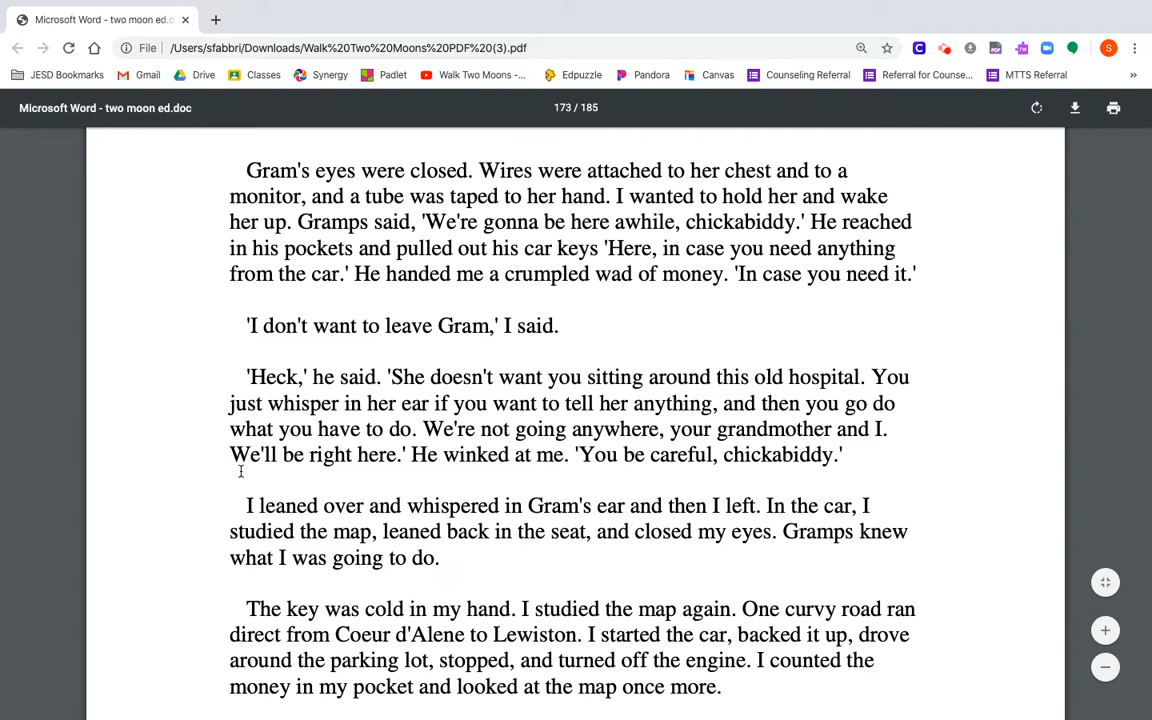 Microsoft Word - two moon ed.d
File /Users/sfabbri/Downloads/Walk%20Two%20Moons%20PDF%20(3).pdf
JESD Bookmarks Gmail Drive Classes Synergy Padlet Walk Two Moons -... Edpuzzle Pandora Canvas Counseling Referral Referral for Counse... MTTS Referral »
Microsoft Word - two moon ed.doc 173 / 185
Gram's eyes were closed. Wires were attached to her chest and to a
monitor, and a tube was taped to her hand. I wanted to hold her and wake
her up. Gramps said, 'We're gonna be here awhile, chickabiddy.' He reached
in his pockets and pulled out his car keys 'Here, in case you need anything
from the car.' He handed me a crumpled wad of money. 'In case you need it.'
'I don't want to leave Gram,' I said.
'Heck,' he said. 'She doesn't want you sitting around this old hospital. You
just whisper in her ear if you want to tell her anything, and then you go do
what you have to do. We're not going anywhere, your grandmother and I.
We'll be right here.' He winked at me. 'You be careful, chickabiddy.'
I leaned over and whispered in Gram's ear and then I left. In the car, I
studied the map, leaned back in the seat, and closed my eyes. Gramps knew
what I was going to do.
The key was cold in my hand. I studied the map again. One curvy road ran
direct from Coeur d'Alene to Lewiston. I started the car, backed it up, drove
around the parking lot, stopped, and turned off the engine. I counted the
money in my pocket and looked at the map once more.